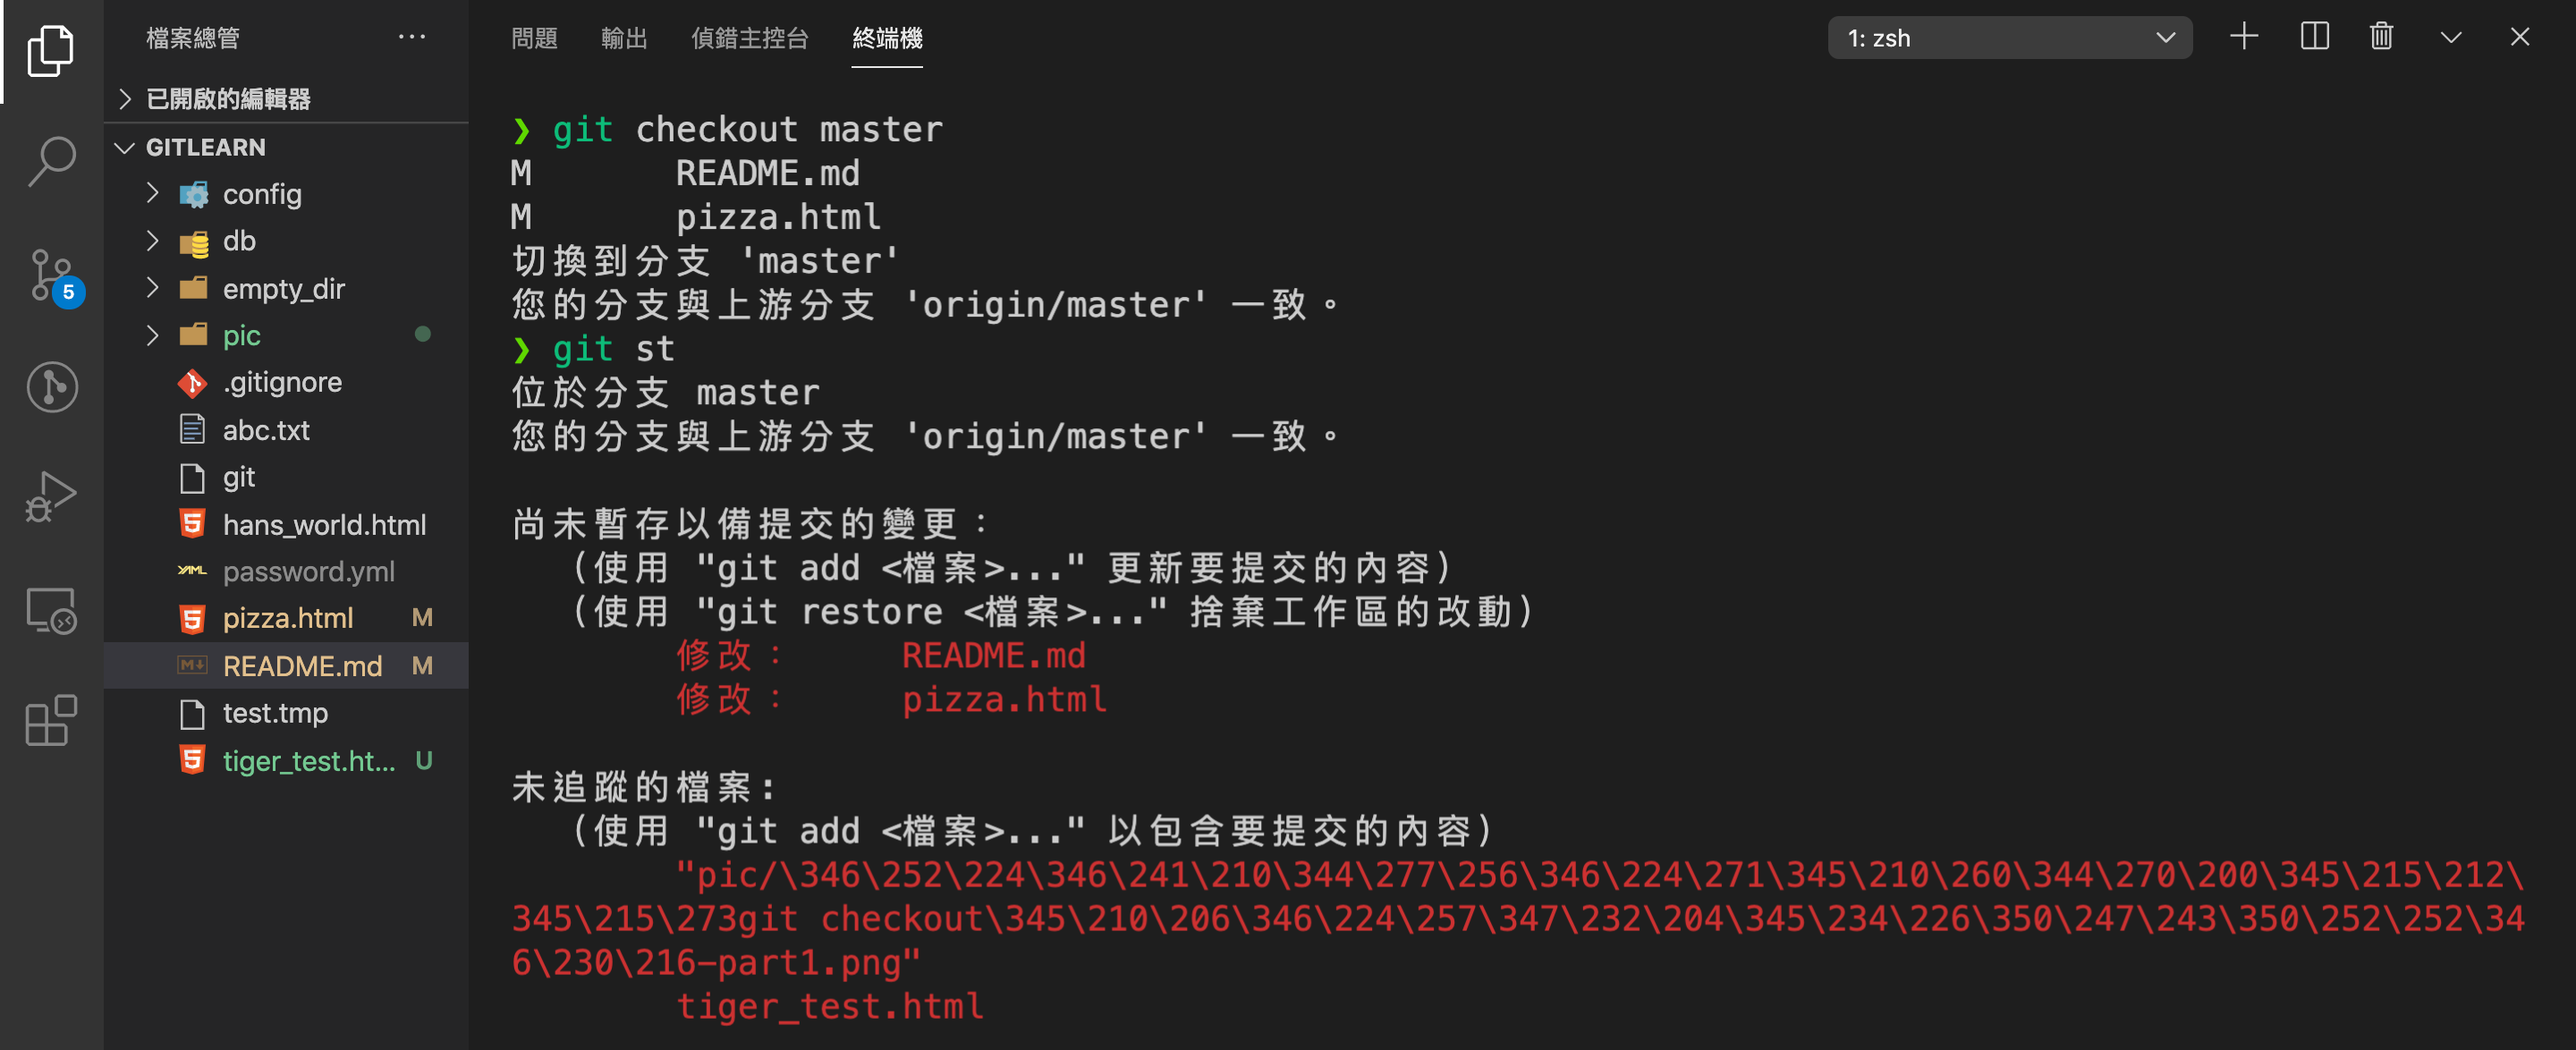 檔案總管
已開啟的編輯器
GITLEARN
config
db
empty_dir
pic
.gitignore
abc.txt
git
hans_world.html
YAML password.yml
pizza.html M
README.md M
test.tmp
tiger_test.ht... U
5
問題 輸出 偵錯主控台 終端機
1: zsh
❯ git checkout master
M README.md
M pizza.html
切換到分支 'master'
您的分支與上游分支 'origin/master' 一致。
❯ git st
位於分支 master
您的分支與上游分支 'origin/master' 一致。
尚未暫存以備提交的變更：
（使用 "git add <檔案>..." 更新要提交的內容）
（使用 "git restore <檔案>..." 捨棄工作區的改動）
修改： README.md
修改： pizza.html
未追蹤的檔案:
（使用 "git add <檔案>..." 以包含要提交的內容）
"pic/\346\252\224\346\241\210\344\277\256\346\224\271\345\210\260\344\270\200\345\215\212\
345\215\273git checkout\345\210\206\346\224\257\347\232\204\345\234\226\350\247\243\350\252\252\34
6\230\216-part1.png"
tiger_test.html